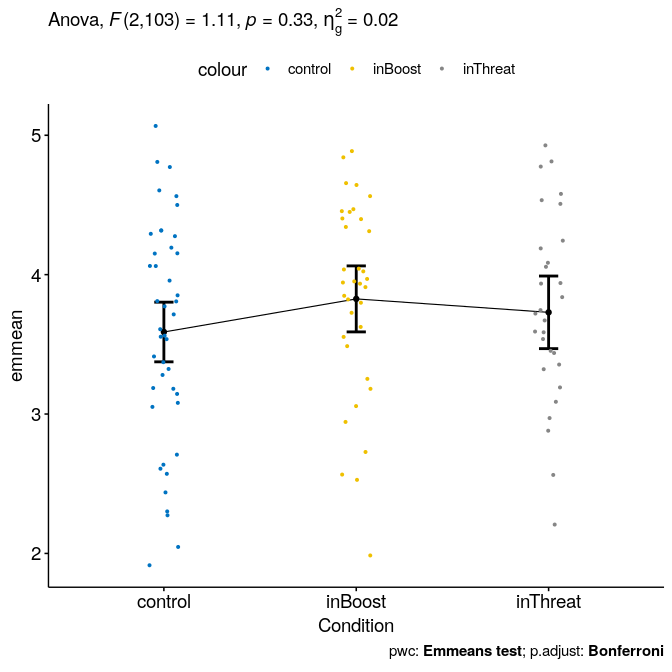 Anova, F(2,103) = 1.11, p = 0.33, η²g = 0.02
colour control inBoost inThreat
5
4
3
2
emmean
control inBoost inThreat
Condition
pwc: Emmeans test; p.adjust: Bonferroni